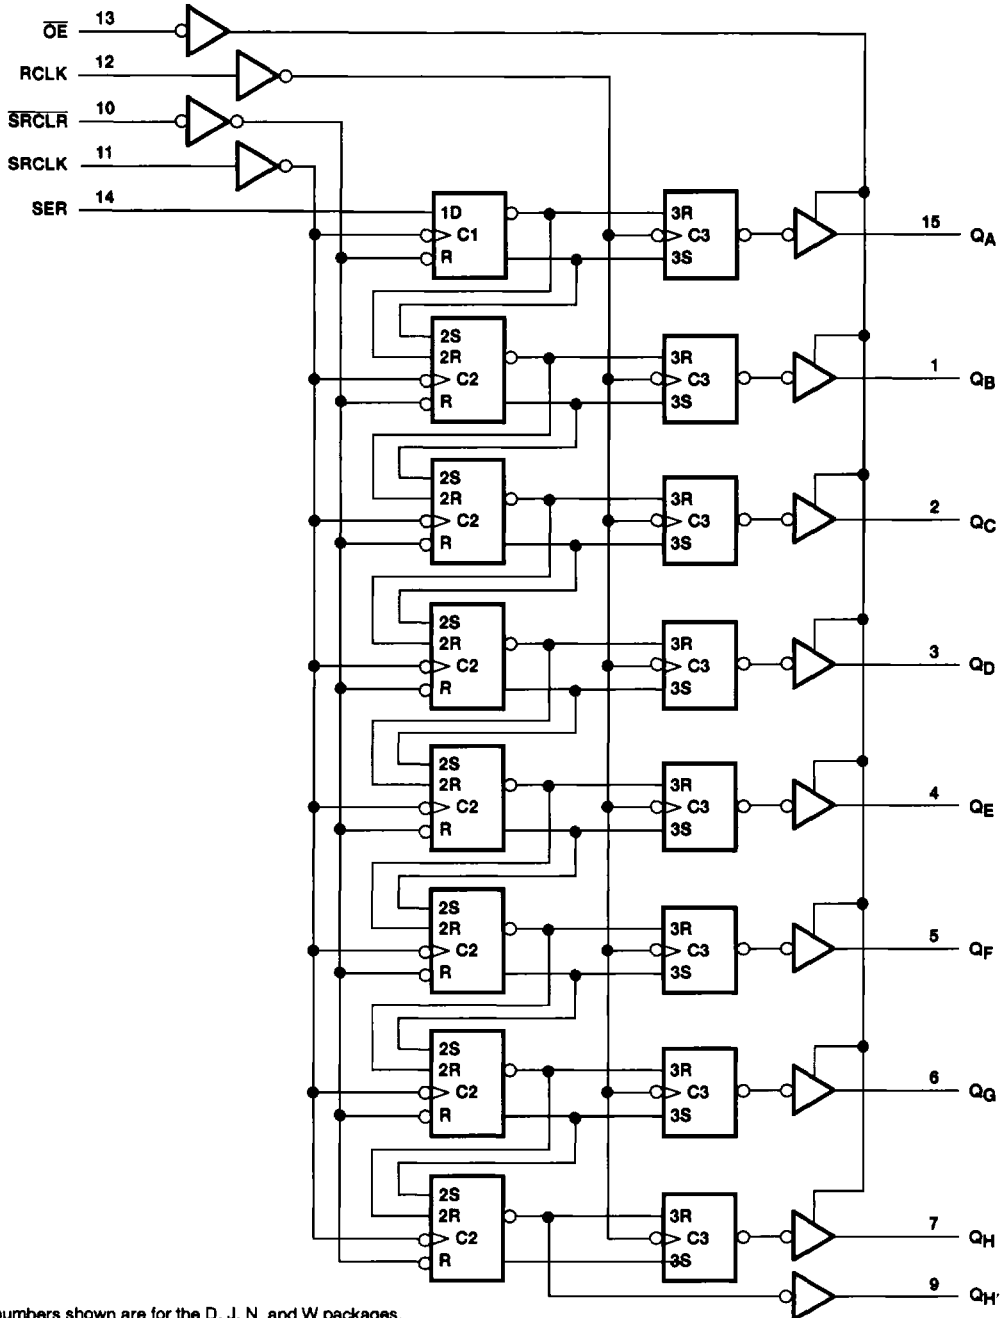 OE 13
RCLK 12
SRCLR 10
SRCLK 11
SER 14
1D 3R
C1 C3 15 QA
R 3S
2S
2R 3R
C2 C3 1 QB
R 3S
2S
2R 3R
C2 C3 2 QC
R 3S
2S
2R 3R
C2 C3 3 QD
R 3S
2S
2R 3R
C2 C3 4 QE
R 3S
2S
2R 3R
C2 C3 5 QF
R 3S
2S
2R 3R
C2 C3 6 QG
R 3S
2S
2R 3R
C2 C3 7 QH
R 3S
9 QH'
numbers shown are for the D, J, N, and W packages.